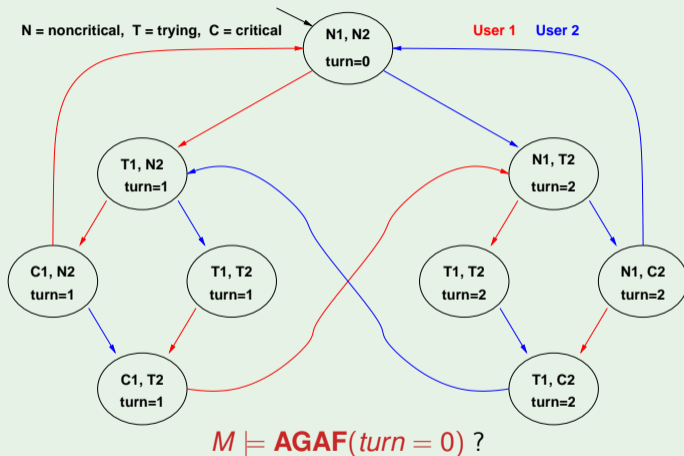 N = noncritical, T = trying, C = critical
User 1 User 2
N1, N2
turn=0
T1, N2
turn=1
N1, T2
turn=2
C1, N2
turn=1
T1, T2
turn=1
T1, T2
turn=2
N1, C2
turn=2
C1, T2
turn=1
T1, C2
turn=2
M ⊨ AGAF(turn = 0) ?